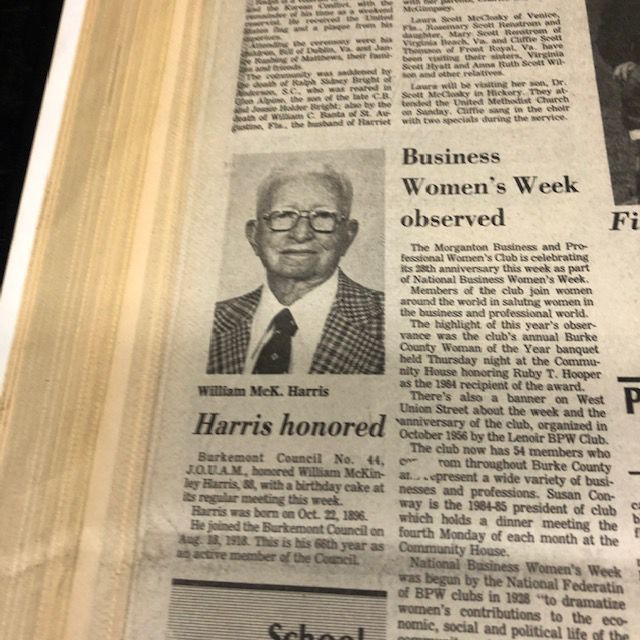 the Korean Conflict, with the
remainder of his time as a weekend
reservist. He received the United
States flag and a plaque from his
superiors.
Attending the ceremony were his
children, Bill of Dublin, Va. and Jan-
Rushing of Matthews, their fami-
and friends.
The community was saddened by
the death of Ralph Sidney Bright of
Anderson, S.C., who was reared in
Glen Alpine, the son of the late C.B.
and Jessie Holder Bright; also by the
death of William C. Banta of St. Au-
gustine, Fla., the husband of Harriet
William McK. Harris
Harris honored
Burkemont Council No. 44,
J.O.U.A.M., honored William McKin-
ley Harris, 88, with a birthday cake at
its regular meeting this week.
Harris was born on Oct. 22, 1896.
He joined the Burkemont Council on
Aug. 18, 1918. This is his 66th year as
an active member of the Council.
School
McGimpsey.
Laura Scott McClosky of Venice,
Fla., Rosemary Scott Renstrom and
daughter, Mary Scott Renstrom of
Virginia Beach, Va. and Cliffie Scott
Thomson of Front Royal, Va. have
been visiting their sisters, Virginia
Scott Hyatt and Anna Ruth Scott Wil-
son and other relatives.
Laura will be visiting her son, Dr.
Scott McClosky in Hickory. They at-
tended the United Methodist Church
on Sunday. Cliffie sang in the choir
with two specials during the service.
Business
Women's Week
observed
The Morganton Business and Pro-
fessional Women's Club is celebrating
its 28th anniversary this week as part
of National Business Women's Week.
Members of the club join women
around the world in salutng women in
the business and professional world.
The highlight of this year's obser-
vance was the club's annual Burke
County Woman of the Year banquet
held Thursday night at the Commu-
nity House honoring Ruby T. Hooper
as the 1984 recipient of the award.
There's also a banner on West
Union Street about the week and the
anniversary of the club, organized in
October 1956 by the Lenoir BPW Club.
The club now has 54 members who
rom throughout Burke County
epresent a wide variety of busi-
nesses and professions. Susan Con-
way is the 1984-85 president of club
which holds a dinner meeting the
fourth Monday of each month at the
Community House.
National Business Women's Week
was begun by the National Federatin
of BPW clubs in 1928 "to dramatize
women's contributions to the eco-
nomic, social and political life of th
Fi
P